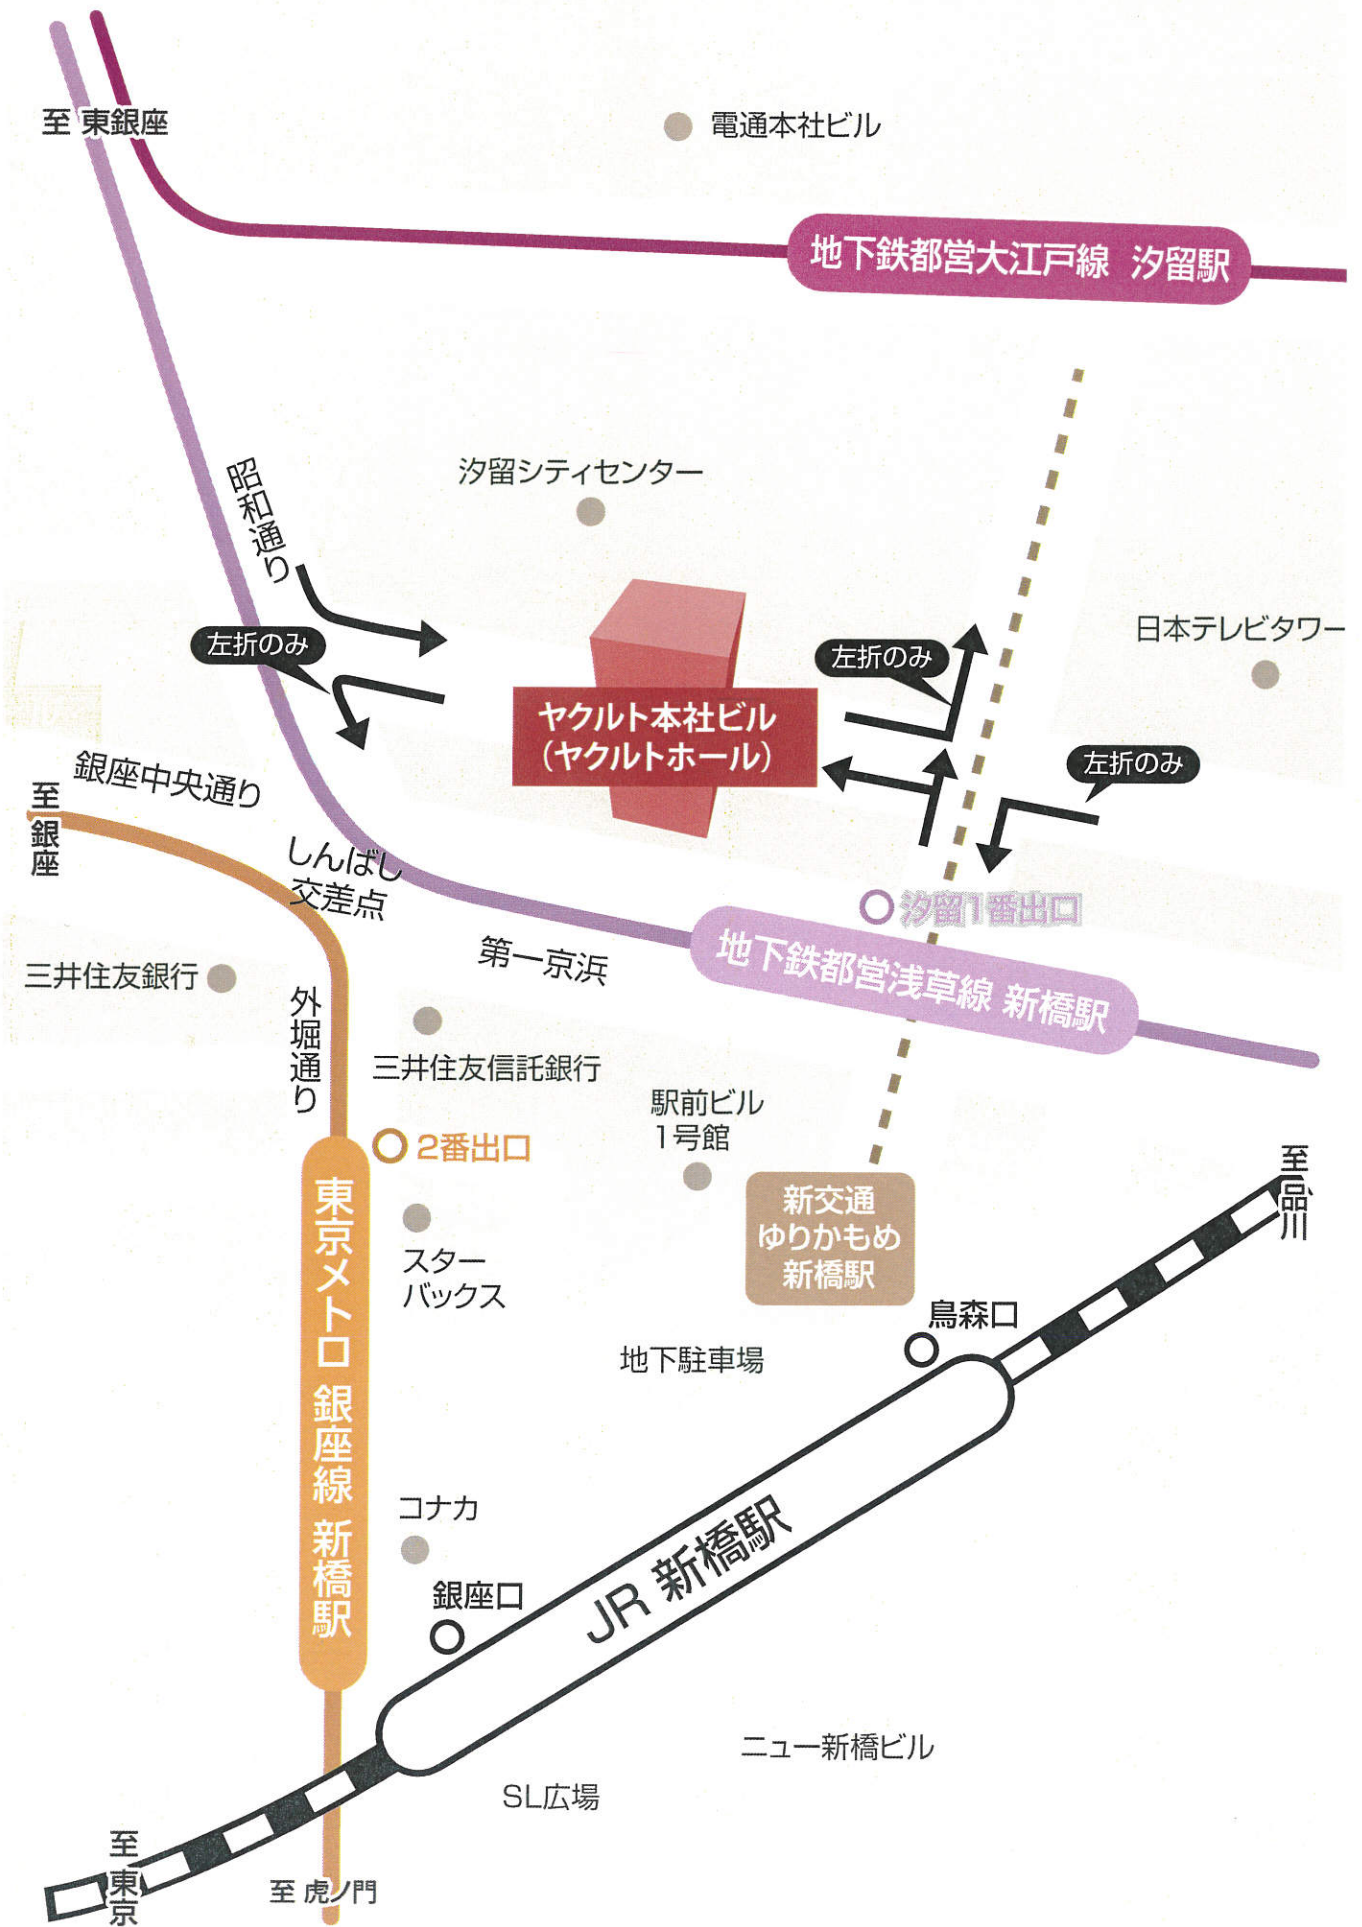 至 東銀座
電通本社ビル
地下鉄都営大江戸線 汐留駅
汐留シティセンター
昭和通り
左折のみ
左折のみ
日本テレビタワー
ヤクルト本社ビル
(ヤクルトホール)
左折のみ
銀座中央通り
至 銀座
しんばし
交差点
汐留1番出口
第一京浜
地下鉄都営浅草線 新橋駅
三井住友銀行
外堀通り
三井住友信託銀行
駅前ビル
1号館
2番出口
至 品川
新交通
ゆりかもめ
新橋駅
東京メトロ 銀座線 新橋駅
スター
バックス
烏森口
地下駐車場
コナカ
銀座口
JR 新橋駅
ニュー新橋ビル
SL広場
至 東京
至 虎ノ門